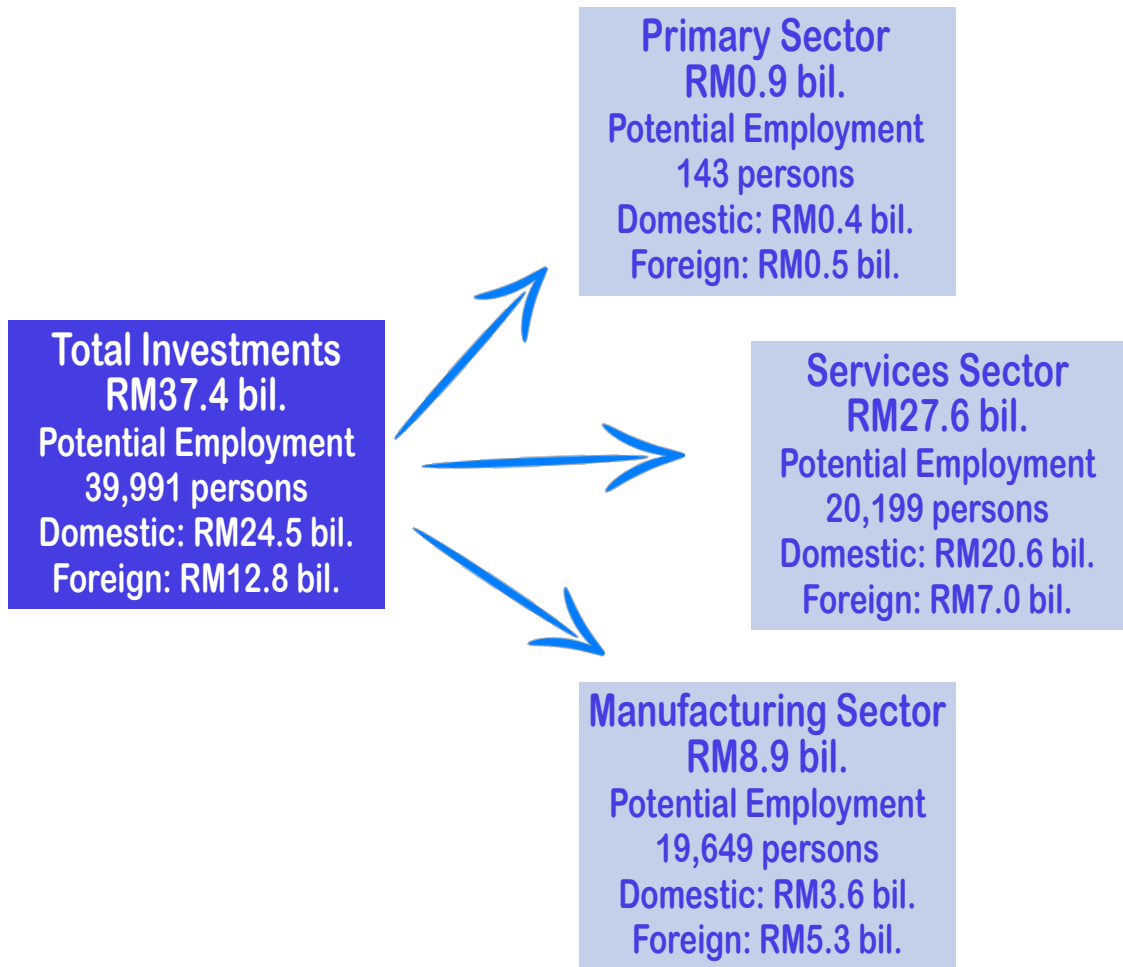 Primary Sector
RM0.9 bil.
Potential Employment
143 persons
Domestic: RM0.4 bil.
Foreign: RM0.5 bil.
Total Investments
RM37.4 bil.
Potential Employment
39,991 persons
Domestic: RM24.5 bil.
Foreign: RM12.8 bil.
Services Sector
RM27.6 bil.
Potential Employment
20,199 persons
Domestic: RM20.6 bil.
Foreign: RM7.0 bil.
Manufacturing Sector
RM8.9 bil.
Potential Employment
19,649 persons
Domestic: RM3.6 bil.
Foreign: RM5.3 bil.